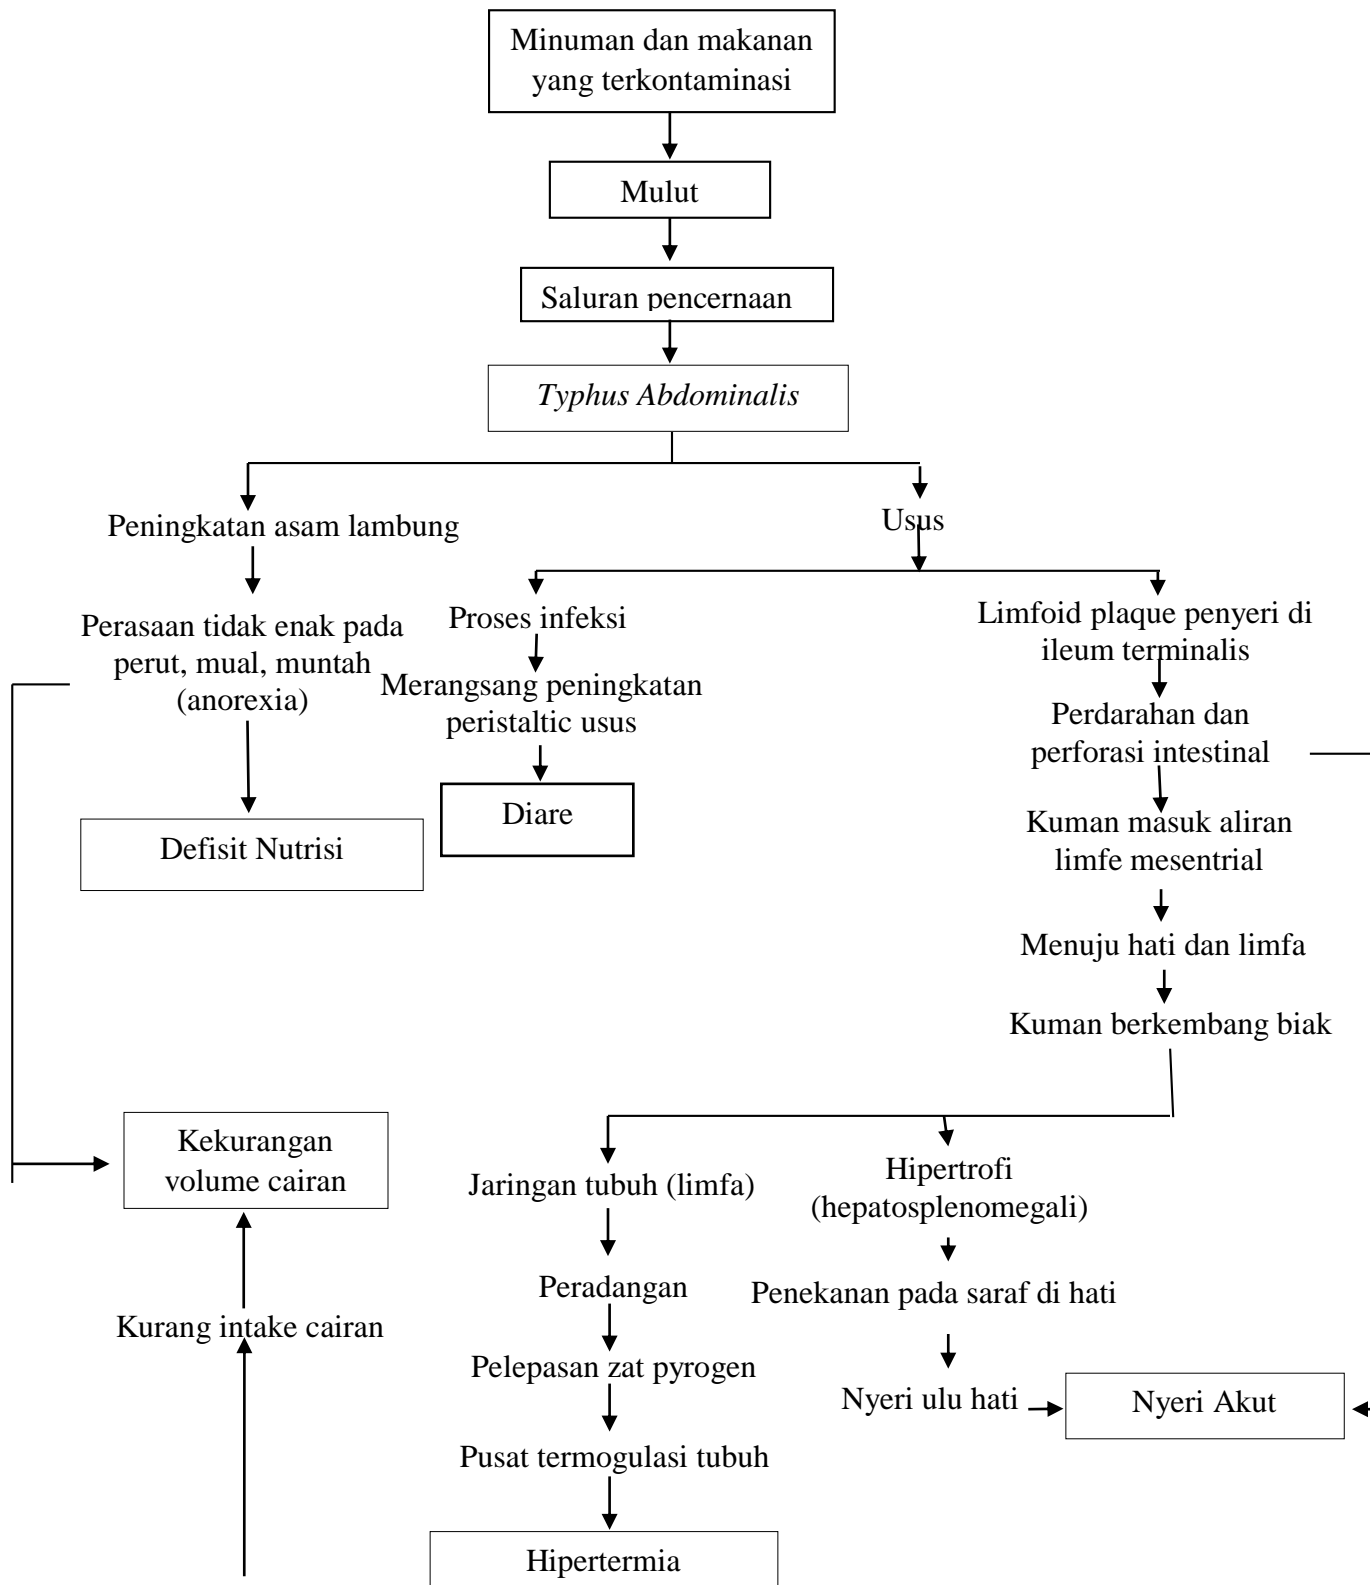 Minuman dan makanan
yang terkontaminasi
Mulut
Saluran pencernaan
Typhus Abdominalis
Peningkatan asam lambung
Usus
Perasaan tidak enak pada
perut, mual, muntah
(anorexia)
Defisit Nutrisi
Proses infeksi
Merangsang peningkatan
peristaltic usus
Diare
Limfoid plaque penyeri di
ileum terminalis
Perdarahan dan
perforasi intestinal
Kuman masuk aliran
limfe mesentrial
Menuju hati dan limfa
Kuman berkembang biak
Kekurangan
volume cairan
Kurang intake cairan
Jaringan tubuh (limfa)
Peradangan
Pelepasan zat pyrogen
Pusat termogulasi tubuh
Hipertermia
Hipertrofi
(hepatosplenomegali)
Penekanan pada saraf di hati
Nyeri ulu hati
Nyeri Akut